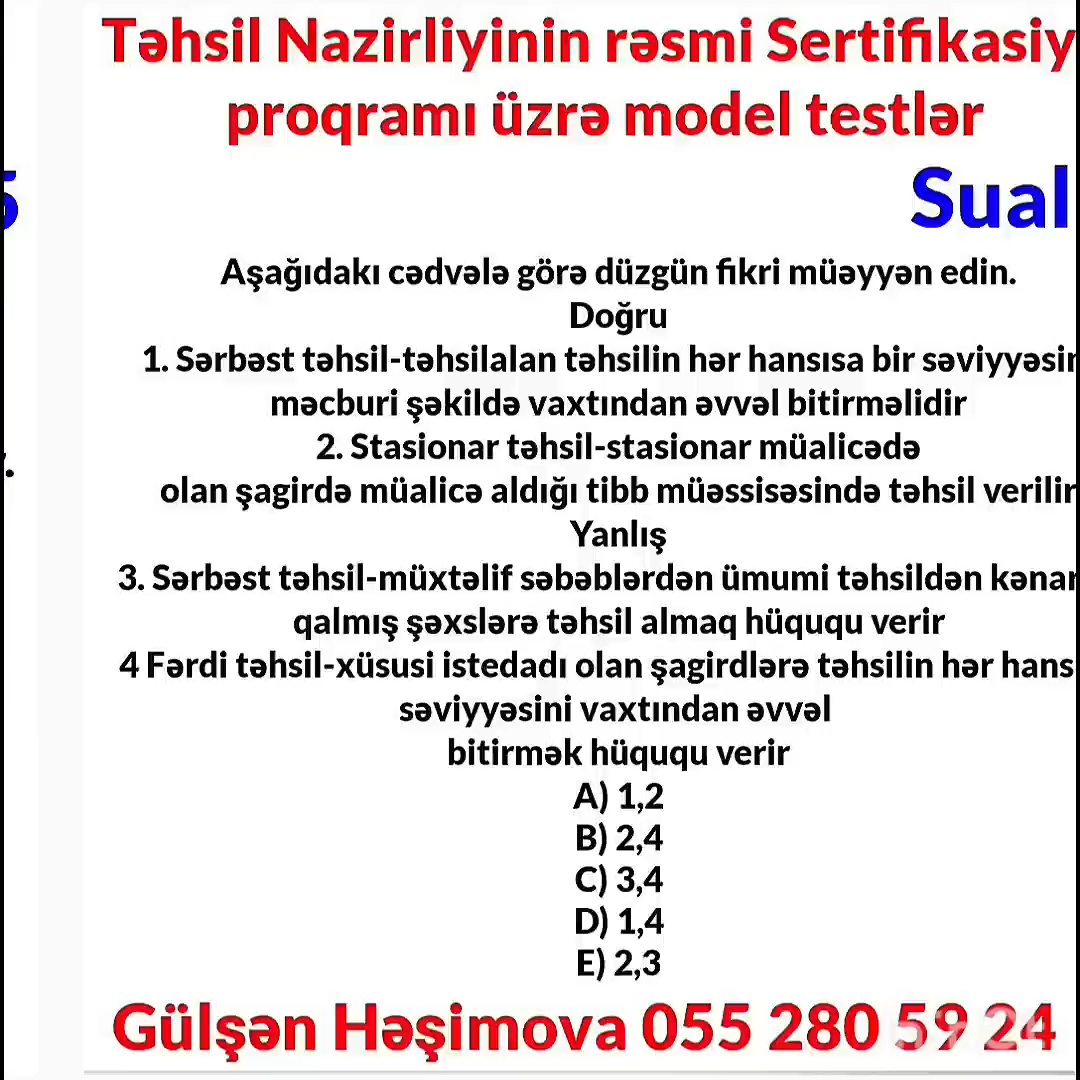 Təhsil Nazirliyinin rəsmi Sertifikasiy
proqramı üzrə model testlər
5
Sual
Aşağıdakı cədvələ görə düzgün fikri müəyyən edin.
Doğru
1. Sərbəst təhsil-təhsilalan təhsilin hər hansısa bir səviyyəsin
məcburi şəkildə vaxtından əvvəl bitirməlidir
2. Stasionar təhsil-stasionar müalicədə
olan şagirdə müalicə aldığı tibb müəssisəsində təhsil verilir
Yanlış
3. Sərbəst təhsil-müxtəlif səbəblərdən ümumi təhsildən kənar
qalmış şəxslərə təhsil almaq hüququ verir
4 Fərdi təhsil-xüsusi istedadı olan şagirdlərə təhsilin hər hans
səviyyəsini vaxtından əvvəl
bitirmək hüququ verir
A) 1,2
B) 2,4
C) 3,4
D) 1,4
E) 2,3
Gülşən Həşimova 055 280 59 24